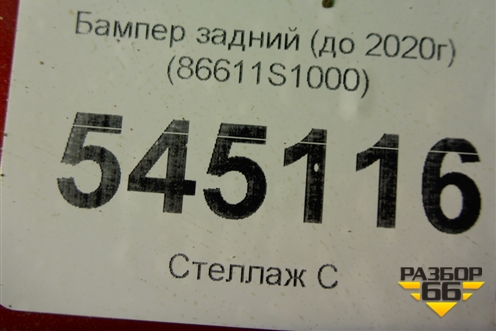 Бампер задний (до 2020г)
(86611S1000)
545116
Стеллаж С
РАЗБОР
66